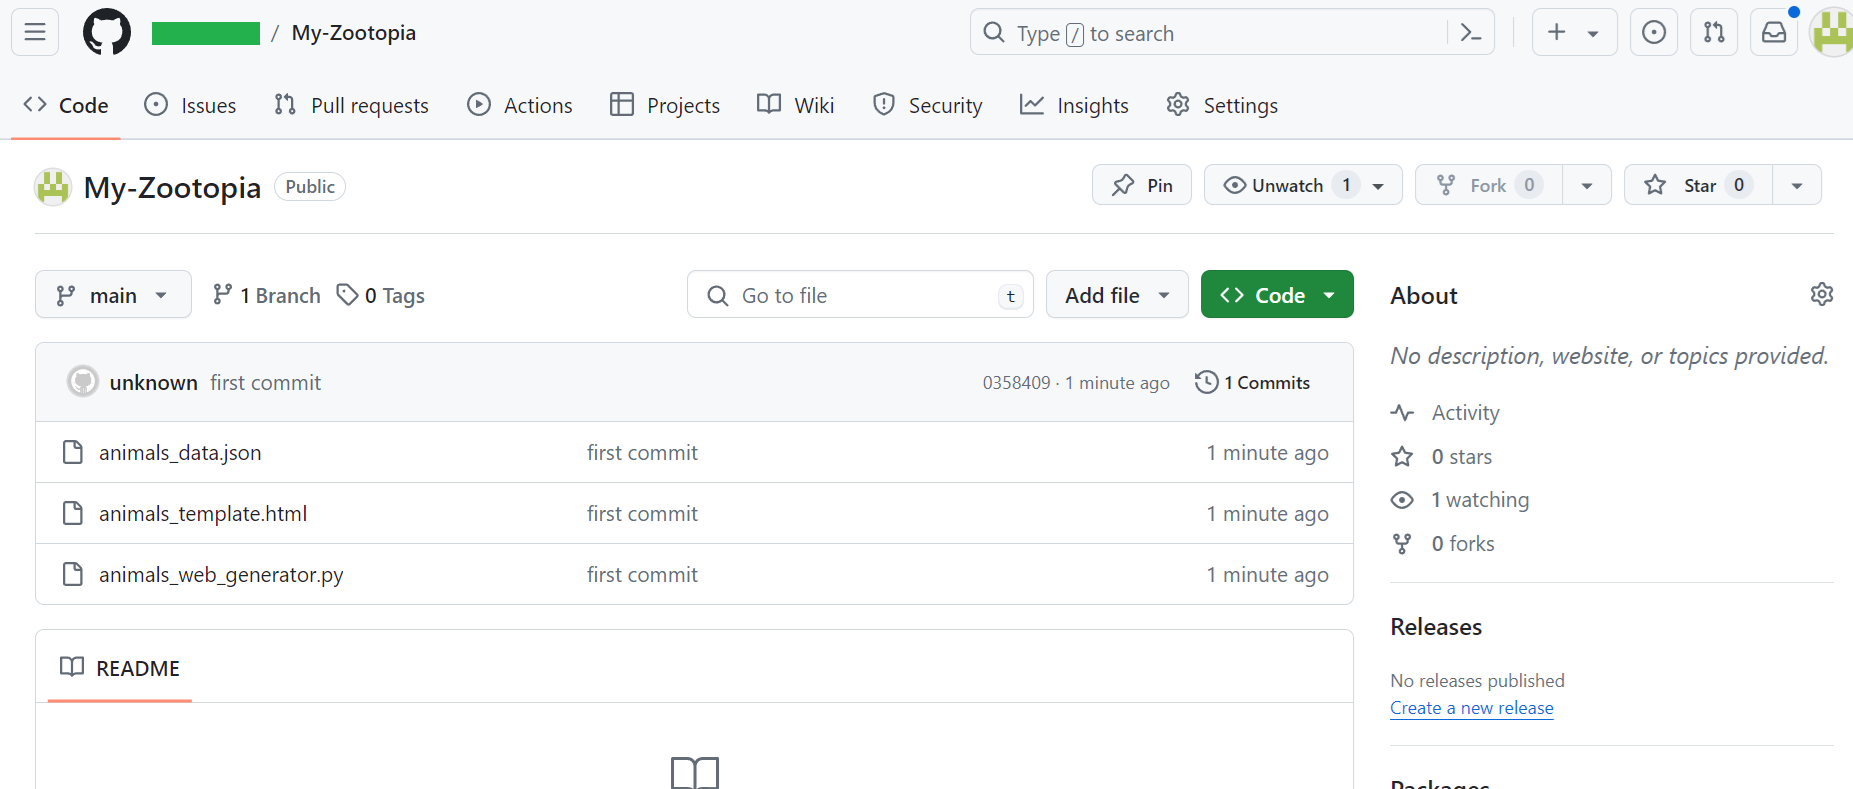 / My-Zootopia
Type / to search
Code Issues Pull requests Actions Projects Wiki Security Insights Settings
My-Zootopia Public
Pin Unwatch 1 Fork 0 Star 0
main 1 Branch 0 Tags
Go to file t
Add file
Code
unknown first commit 0358409 · 1 minute ago 1 Commits
animals_data.json first commit 1 minute ago
animals_template.html first commit 1 minute ago
animals_web_generator.py first commit 1 minute ago
README
About
No description, website, or topics provided.
Activity
0 stars
1 watching
0 forks
Releases
No releases published
Create a new release
Packages